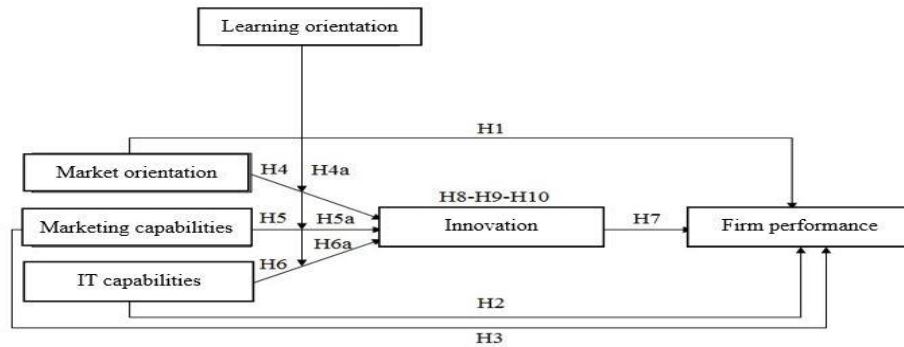 Learning orientation
H1
Market orientation
H4
H4a
H8-H9-H10
Marketing capabilities
H5
H5a
Innovation
H7
Firm performance
H6a
H6
IT capabilities
H2
H3